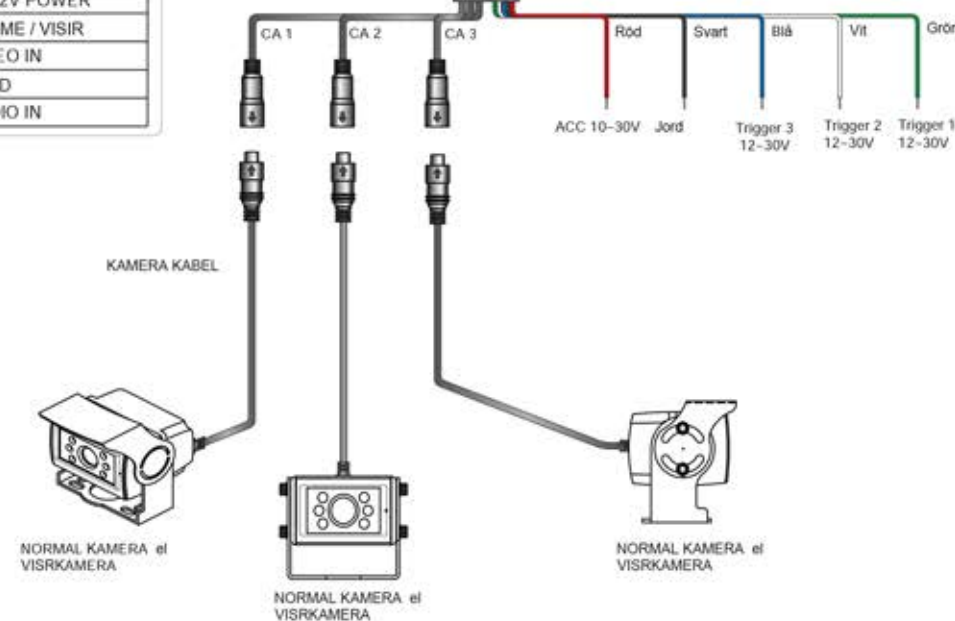 2V POWER
ME / VISIR
EO IN
D
IO IN
CA 1
CA 2
CA 3
Röd
Svart
Blå
Vit
Grön
ACC 10-30V
Jord
Trigger 3
12-30V
Trigger 2
12-30V
Trigger 1
12-30V
KAMERA KABEL
NORMAL KAMERA el
VISRKAMERA
NORMAL KAMERA el
VISRKAMERA
NORMAL KAMERA el
VISRKAMERA